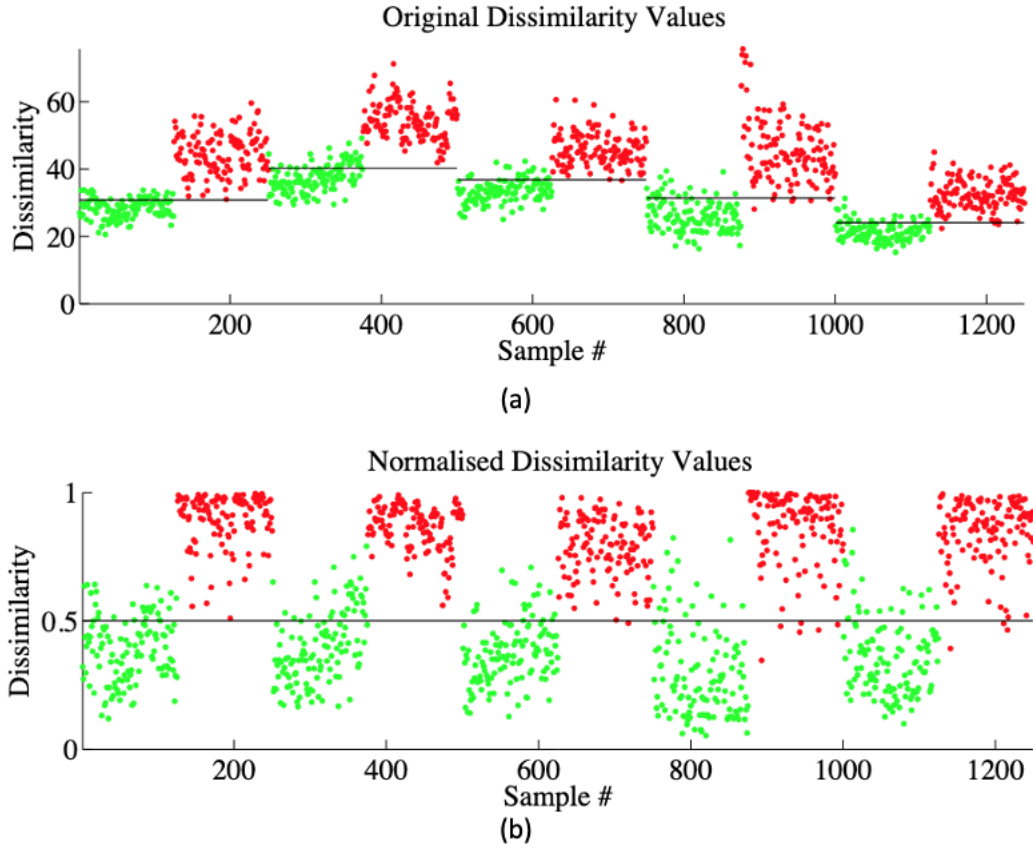 Original Dissimilarity Values
Dissimilarity
60
40
20
0
200 400 600 800 1000 1200
Sample #
(a)
Normalised Dissimilarity Values
Dissimilarity
1
0.5
0
200 400 600 800 1000 1200
Sample #
(b)